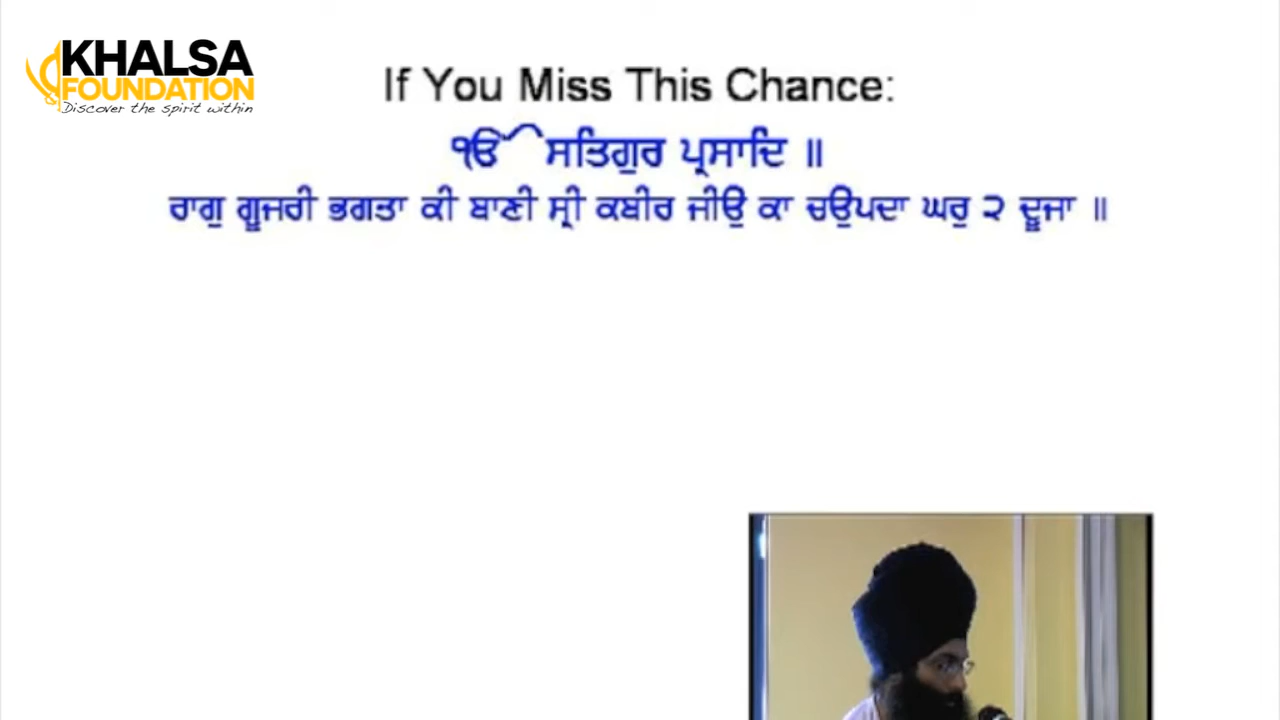 KHALSA
FOUNDATION
Discover the spirit within
If You Miss This Chance:
ੴ ਸਤਿਗੁਰ ਪ੍ਰਸਾਦਿ ॥
ਰਾਗੁ ਗੂਜਰੀ ਭਗਤਾ ਕੀ ਬਾਣੀ ਸ੍ਰੀ ਕਬੀਰ ਜੀਉ ਕਾ ਚਉਪਦਾ ਘਰੁ ੨ ਦੂਜਾ ॥